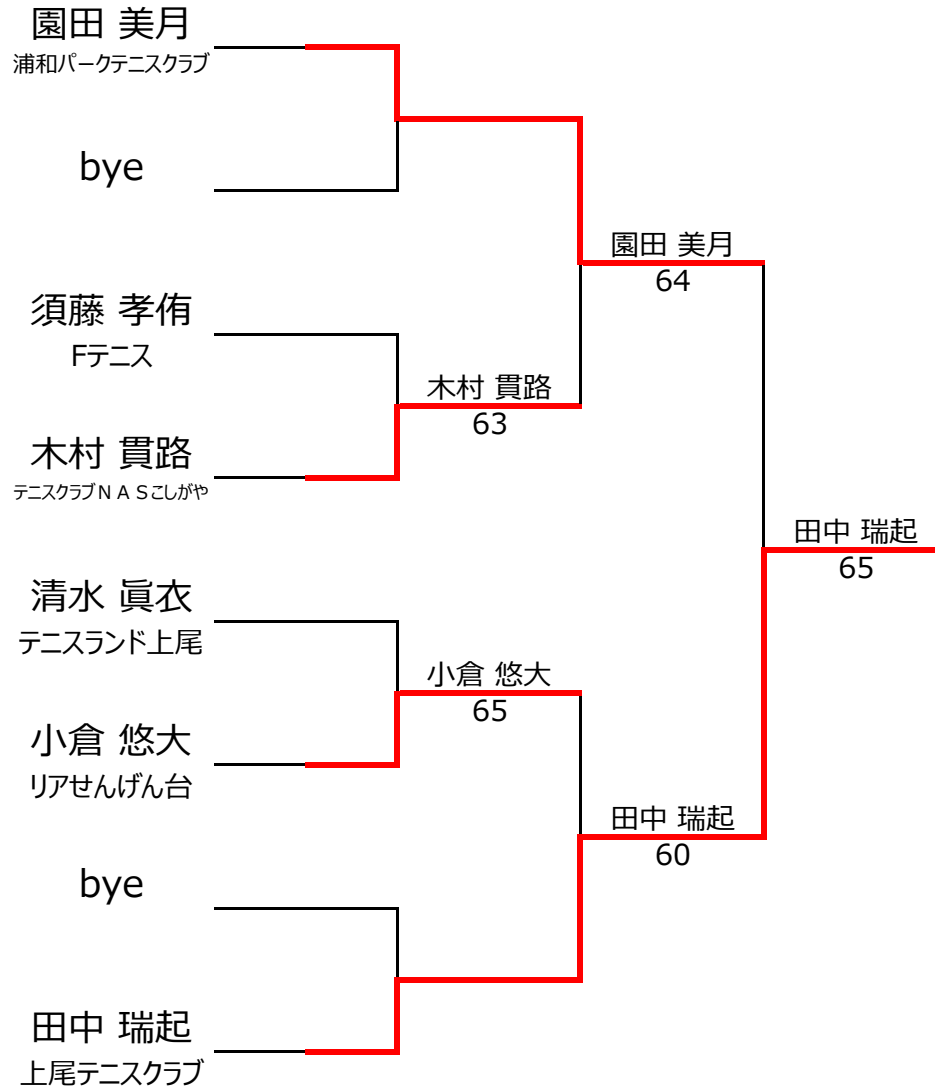 園田 美月
浦和パークテニスクラブ
bye
園田 美月
64
須藤 孝侑
Fテニス
木村 貫路
63
木村 貫路
テニスクラブＮＡＳこしがや
田中 瑞起
65
清水 眞衣
テニスランド上尾
小倉 悠大
65
小倉 悠大
リアせんげん台
田中 瑞起
60
bye
田中 瑞起
上尾テニスクラブ